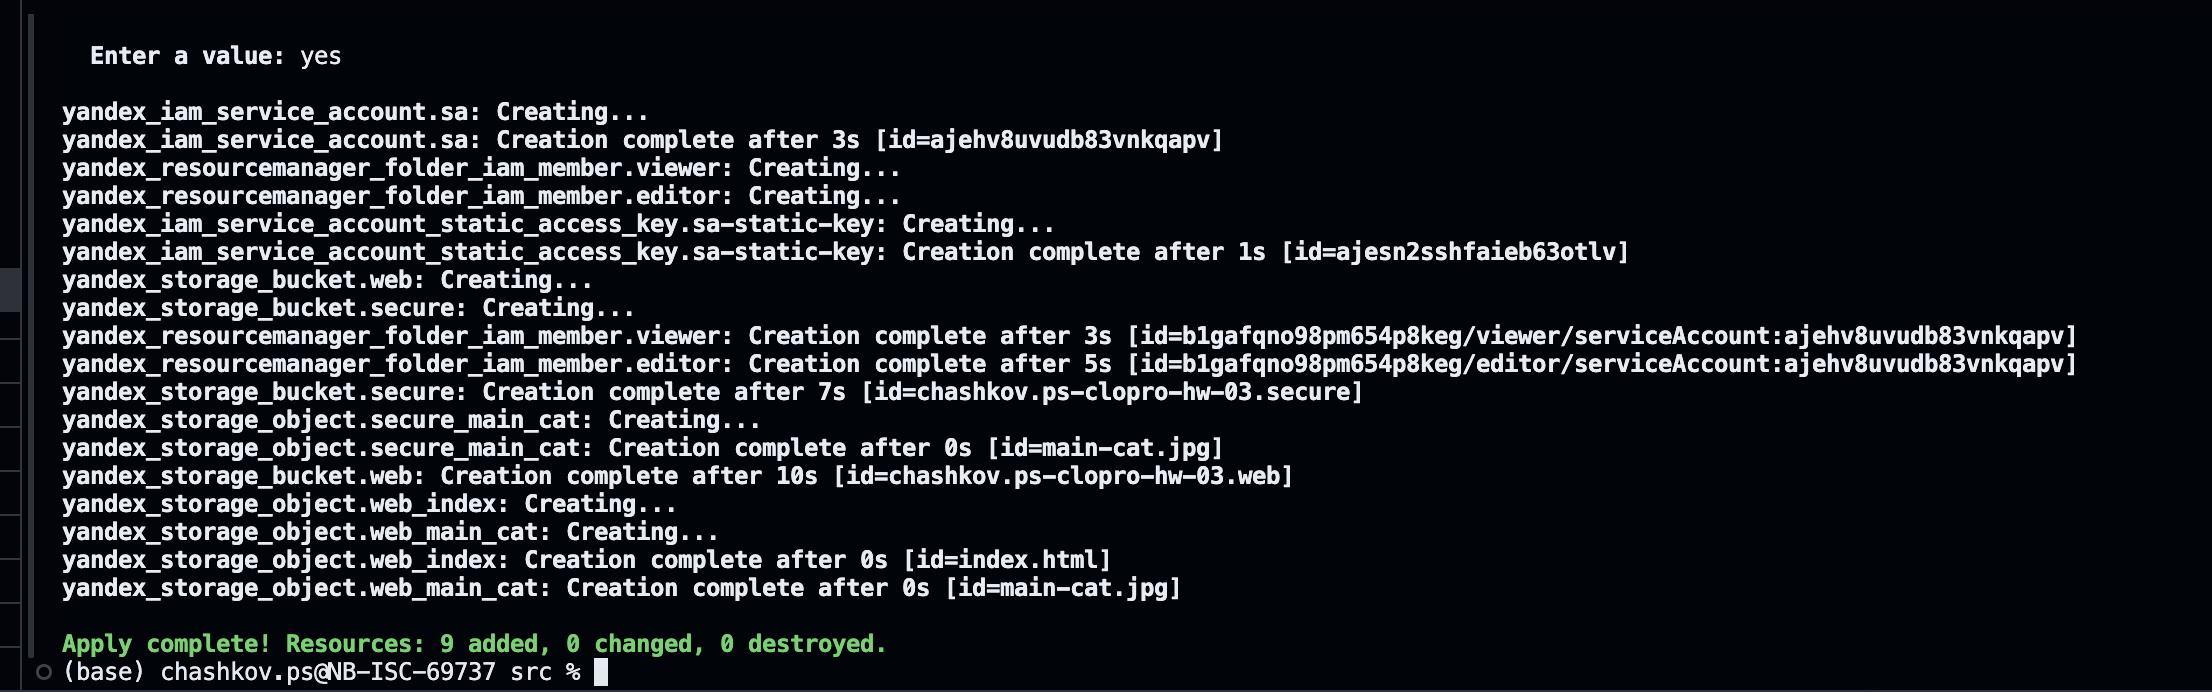 Enter a value: yes
yandex_iam_service_account.sa: Creating...
yandex_iam_service_account.sa: Creation complete after 3s [id=ajehv8uvudb83vnkqapv]
yandex_resourcemanager_folder_iam_member.viewer: Creating...
yandex_resourcemanager_folder_iam_member.editor: Creating...
yandex_iam_service_account_static_access_key.sa-static-key: Creating...
yandex_iam_service_account_static_access_key.sa-static-key: Creation complete after 1s [id=ajesn2sshfaieb63otlv]
yandex_storage_bucket.web: Creating...
yandex_storage_bucket.secure: Creating...
yandex_resourcemanager_folder_iam_member.viewer: Creation complete after 3s [id=b1gafqno98pm654p8keg/viewer/serviceAccount:ajehv8uvudb83vnkqapv]
yandex_resourcemanager_folder_iam_member.editor: Creation complete after 5s [id=b1gafqno98pm654p8keg/editor/serviceAccount:ajehv8uvudb83vnkqapv]
yandex_storage_bucket.secure: Creation complete after 7s [id=chashkov.ps-clopro-hw-03.secure]
yandex_storage_object.secure_main_cat: Creating...
yandex_storage_object.secure_main_cat: Creation complete after 0s [id=main-cat.jpg]
yandex_storage_bucket.web: Creation complete after 10s [id=chashkov.ps-clopro-hw-03.web]
yandex_storage_object.web_index: Creating...
yandex_storage_object.web_main_cat: Creating...
yandex_storage_object.web_index: Creation complete after 0s [id=index.html]
yandex_storage_object.web_main_cat: Creation complete after 0s [id=main-cat.jpg]
Apply complete! Resources: 9 added, 0 changed, 0 destroyed.
(base) chashkov.ps@NB-ISC-69737 src %